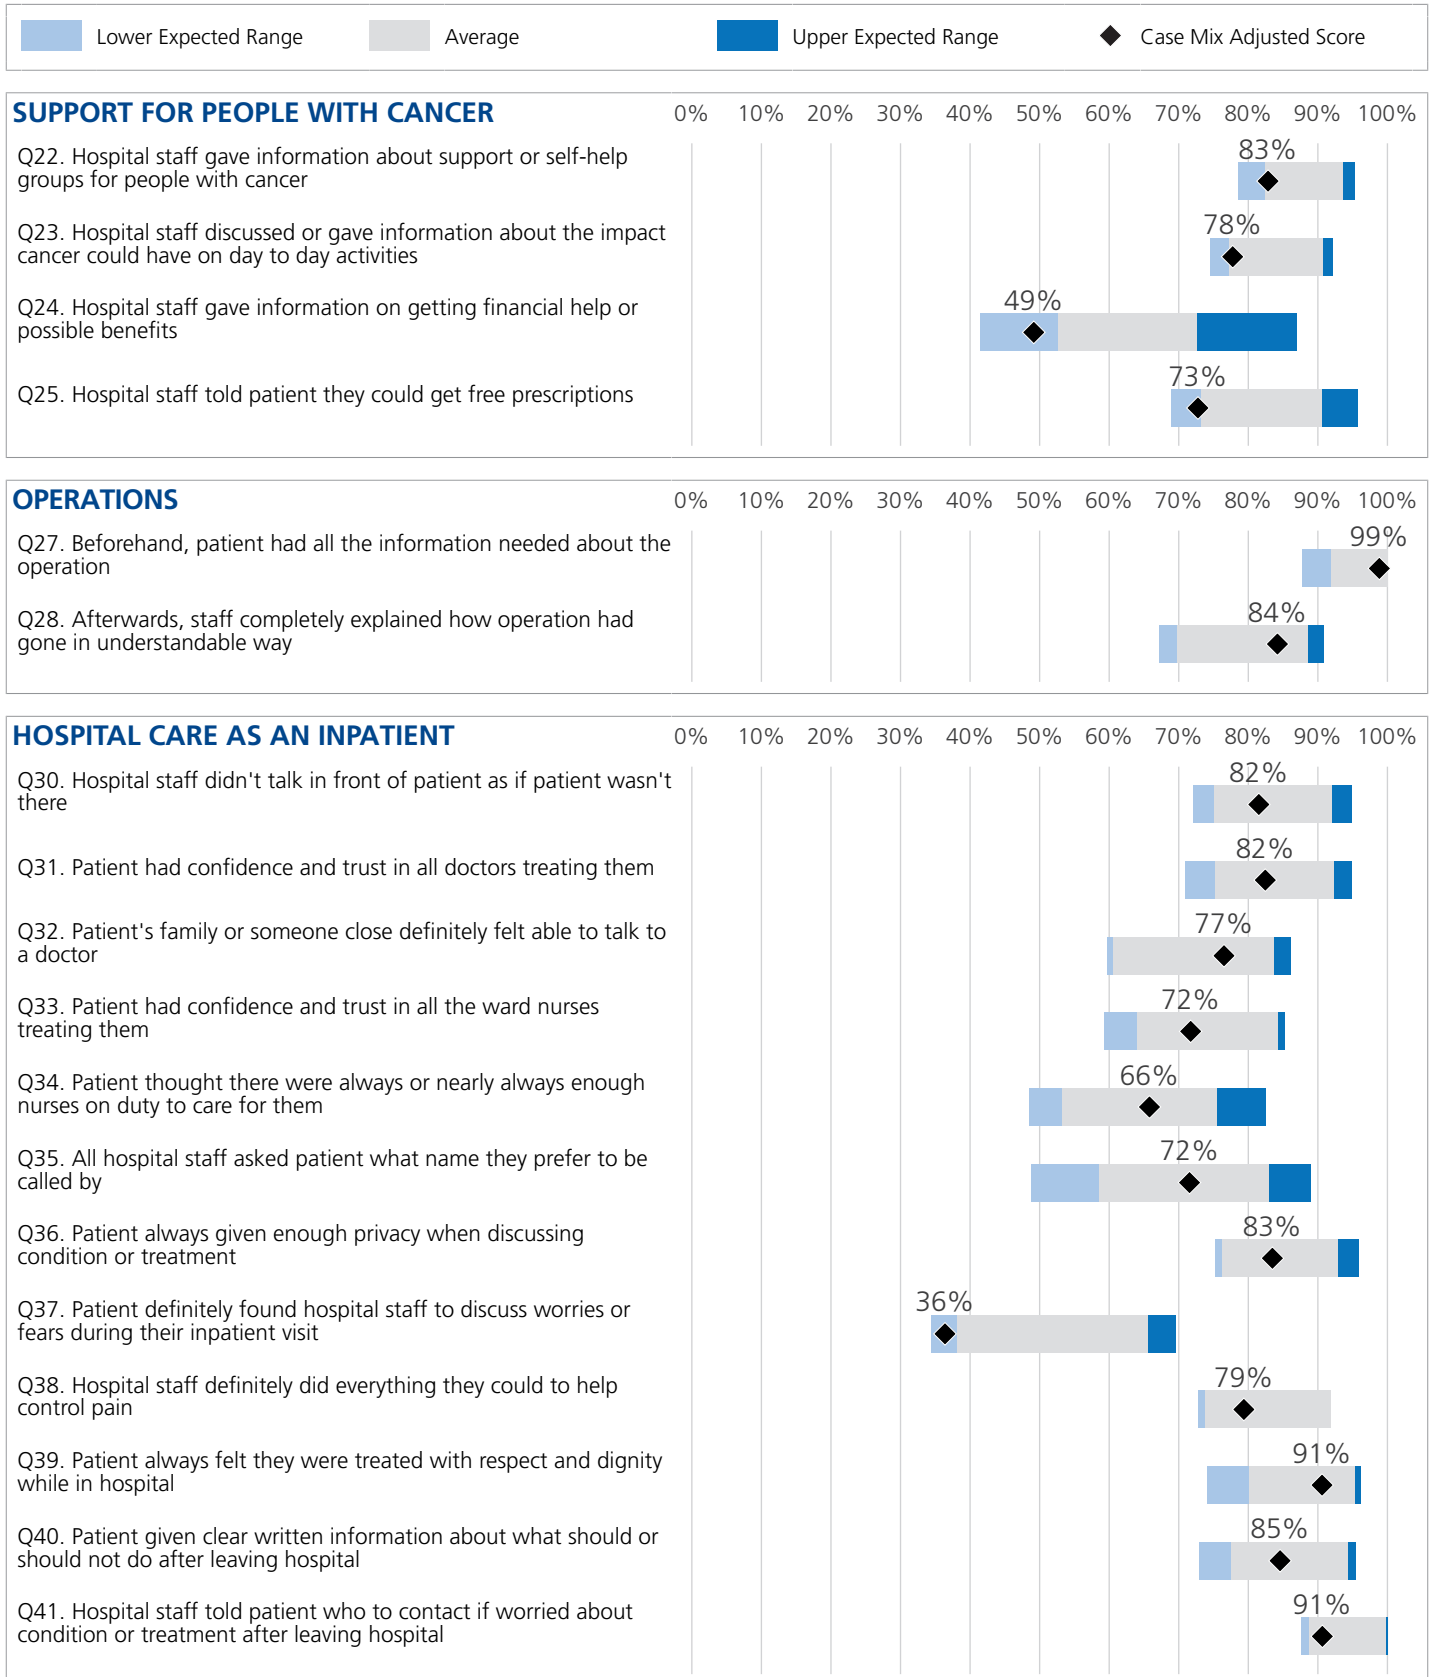 Lower Expected Range Average Upper Expected Range Case Mix Adjusted Score
SUPPORT FOR PEOPLE WITH CANCER 0% 10% 20% 30% 40% 50% 60% 70% 80% 90% 100%
Q22. Hospital staff gave information about support or self-help
groups for people with cancer
83%
Q23. Hospital staff discussed or gave information about the impact
cancer could have on day to day activities
78%
Q24. Hospital staff gave information on getting financial help or
possible benefits
49%
Q25. Hospital staff told patient they could get free prescriptions
73%
OPERATIONS 0% 10% 20% 30% 40% 50% 60% 70% 80% 90% 100%
Q27. Beforehand, patient had all the information needed about the
operation
99%
Q28. Afterwards, staff completely explained how operation had
gone in understandable way
84%
HOSPITAL CARE AS AN INPATIENT 0% 10% 20% 30% 40% 50% 60% 70% 80% 90% 100%
Q30. Hospital staff didn't talk in front of patient as if patient wasn't
there
82%
Q31. Patient had confidence and trust in all doctors treating them
82%
Q32. Patient's family or someone close definitely felt able to talk to
a doctor
77%
Q33. Patient had confidence and trust in all the ward nurses
treating them
72%
Q34. Patient thought there were always or nearly always enough
nurses on duty to care for them
66%
Q35. All hospital staff asked patient what name they prefer to be
called by
72%
Q36. Patient always given enough privacy when discussing
condition or treatment
83%
Q37. Patient definitely found hospital staff to discuss worries or
fears during their inpatient visit
36%
Q38. Hospital staff definitely did everything they could to help
control pain
79%
Q39. Patient always felt they were treated with respect and dignity
while in hospital
91%
Q40. Patient given clear written information about what should or
should not do after leaving hospital
85%
Q41. Hospital staff told patient who to contact if worried about
condition or treatment after leaving hospital
91%